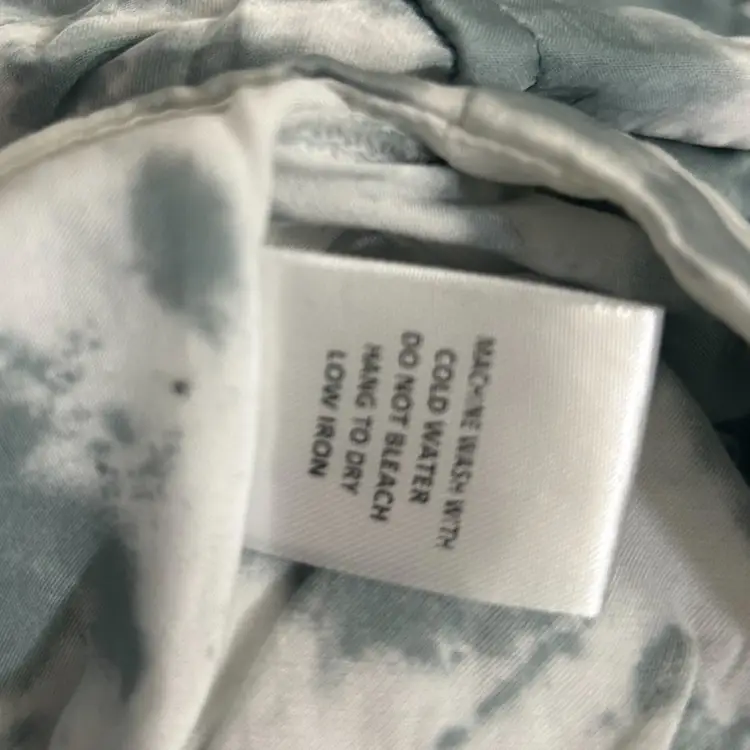 MACHINE WASH WITH
COLD WATER
DO NOT BLEACH
HANG TO DRY
LOW IRON